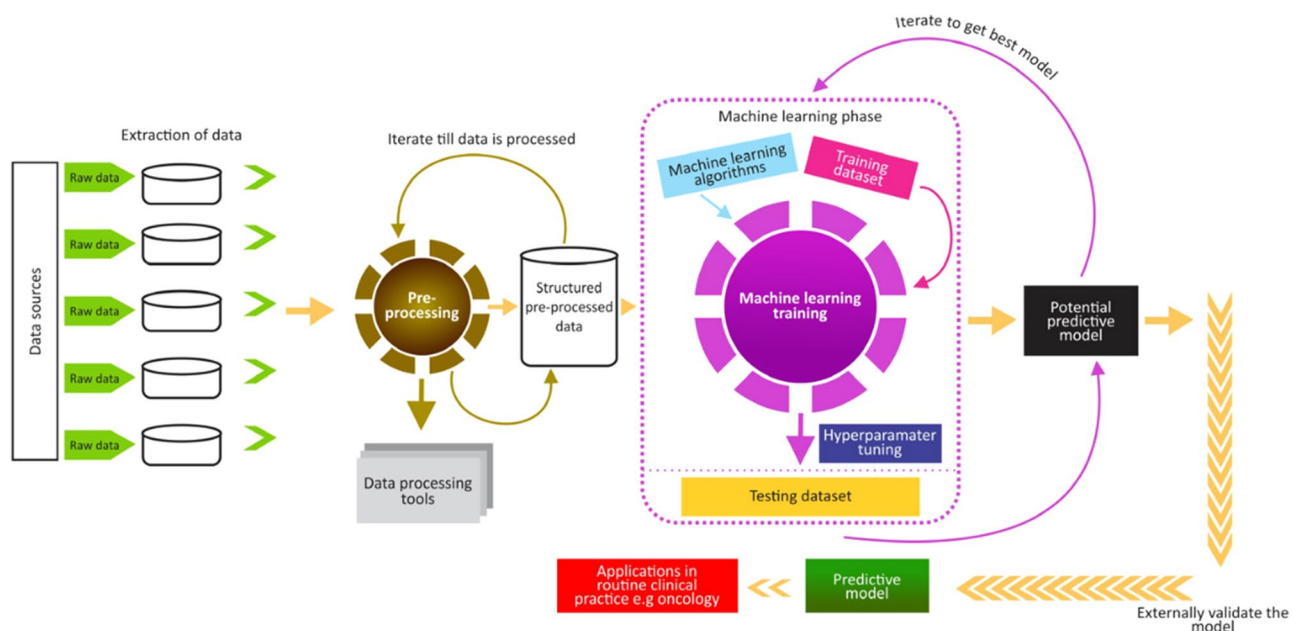 Iterate to get best model
Machine learning phase
Extraction of data
Iterate till data is processed
Machine learning
algorithms
Training
dataset
Data sources
Raw data
Raw data
Raw data
Raw data
Raw data
Pre-
processing
Structured
pre-processed
data
Machine learning
training
Potential
predictive
model
Hyperparamater
tuning
Data processing
tools
Testing dataset
Applications in
routine clinical
practice e.g oncology
Predictive
model
Externally validate the
model